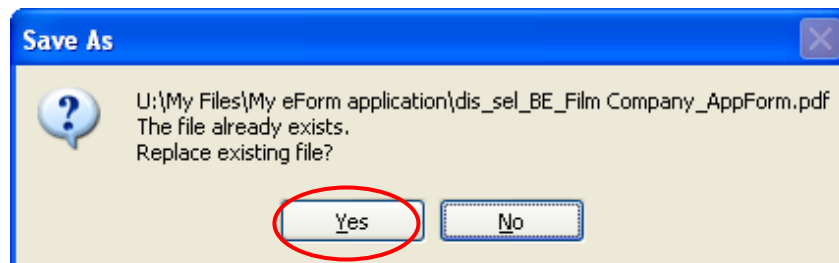 Save As
U:\My Files\My eForm application\dis_sel_BE_Film Company_AppForm.pdf
The file already exists.
Replace existing file?
Yes No